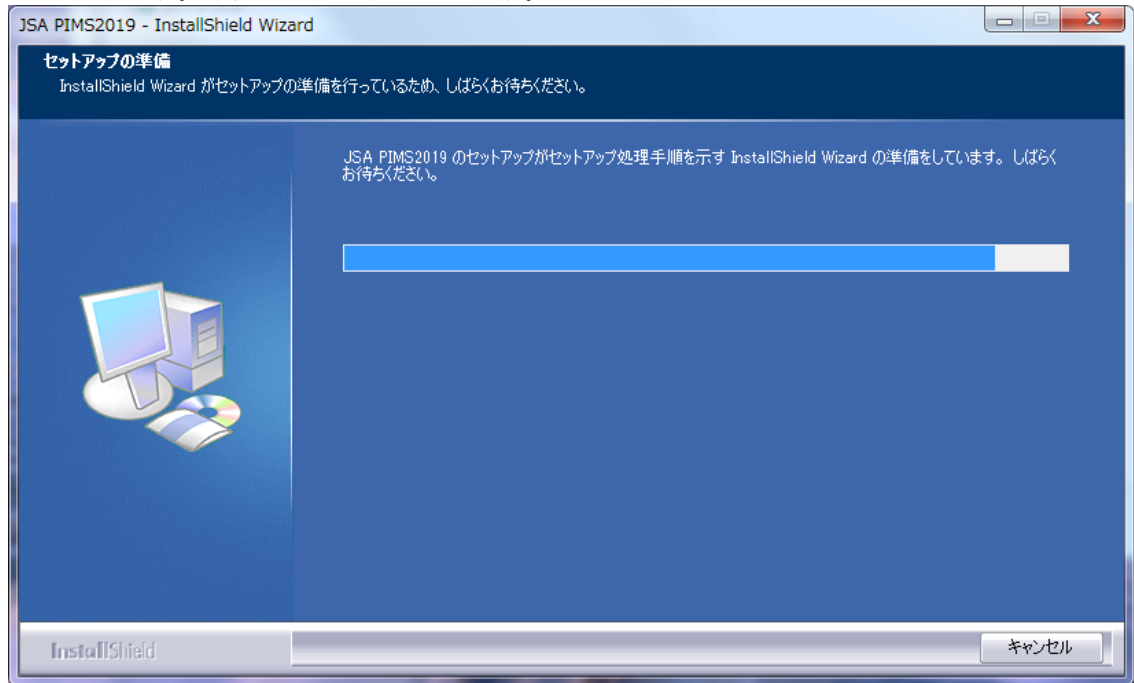 JSA PIMS2019 - InstallShield Wizard
セットアップの準備
InstallShield Wizard がセットアップの準備を行っているため、しばらくお待ちください。
JSA PIMS2019 のセットアップがセットアップ処理手順を示す InstallShield Wizard の準備をしています。しばらく
お待ちください。
InstallShield
キャンセル